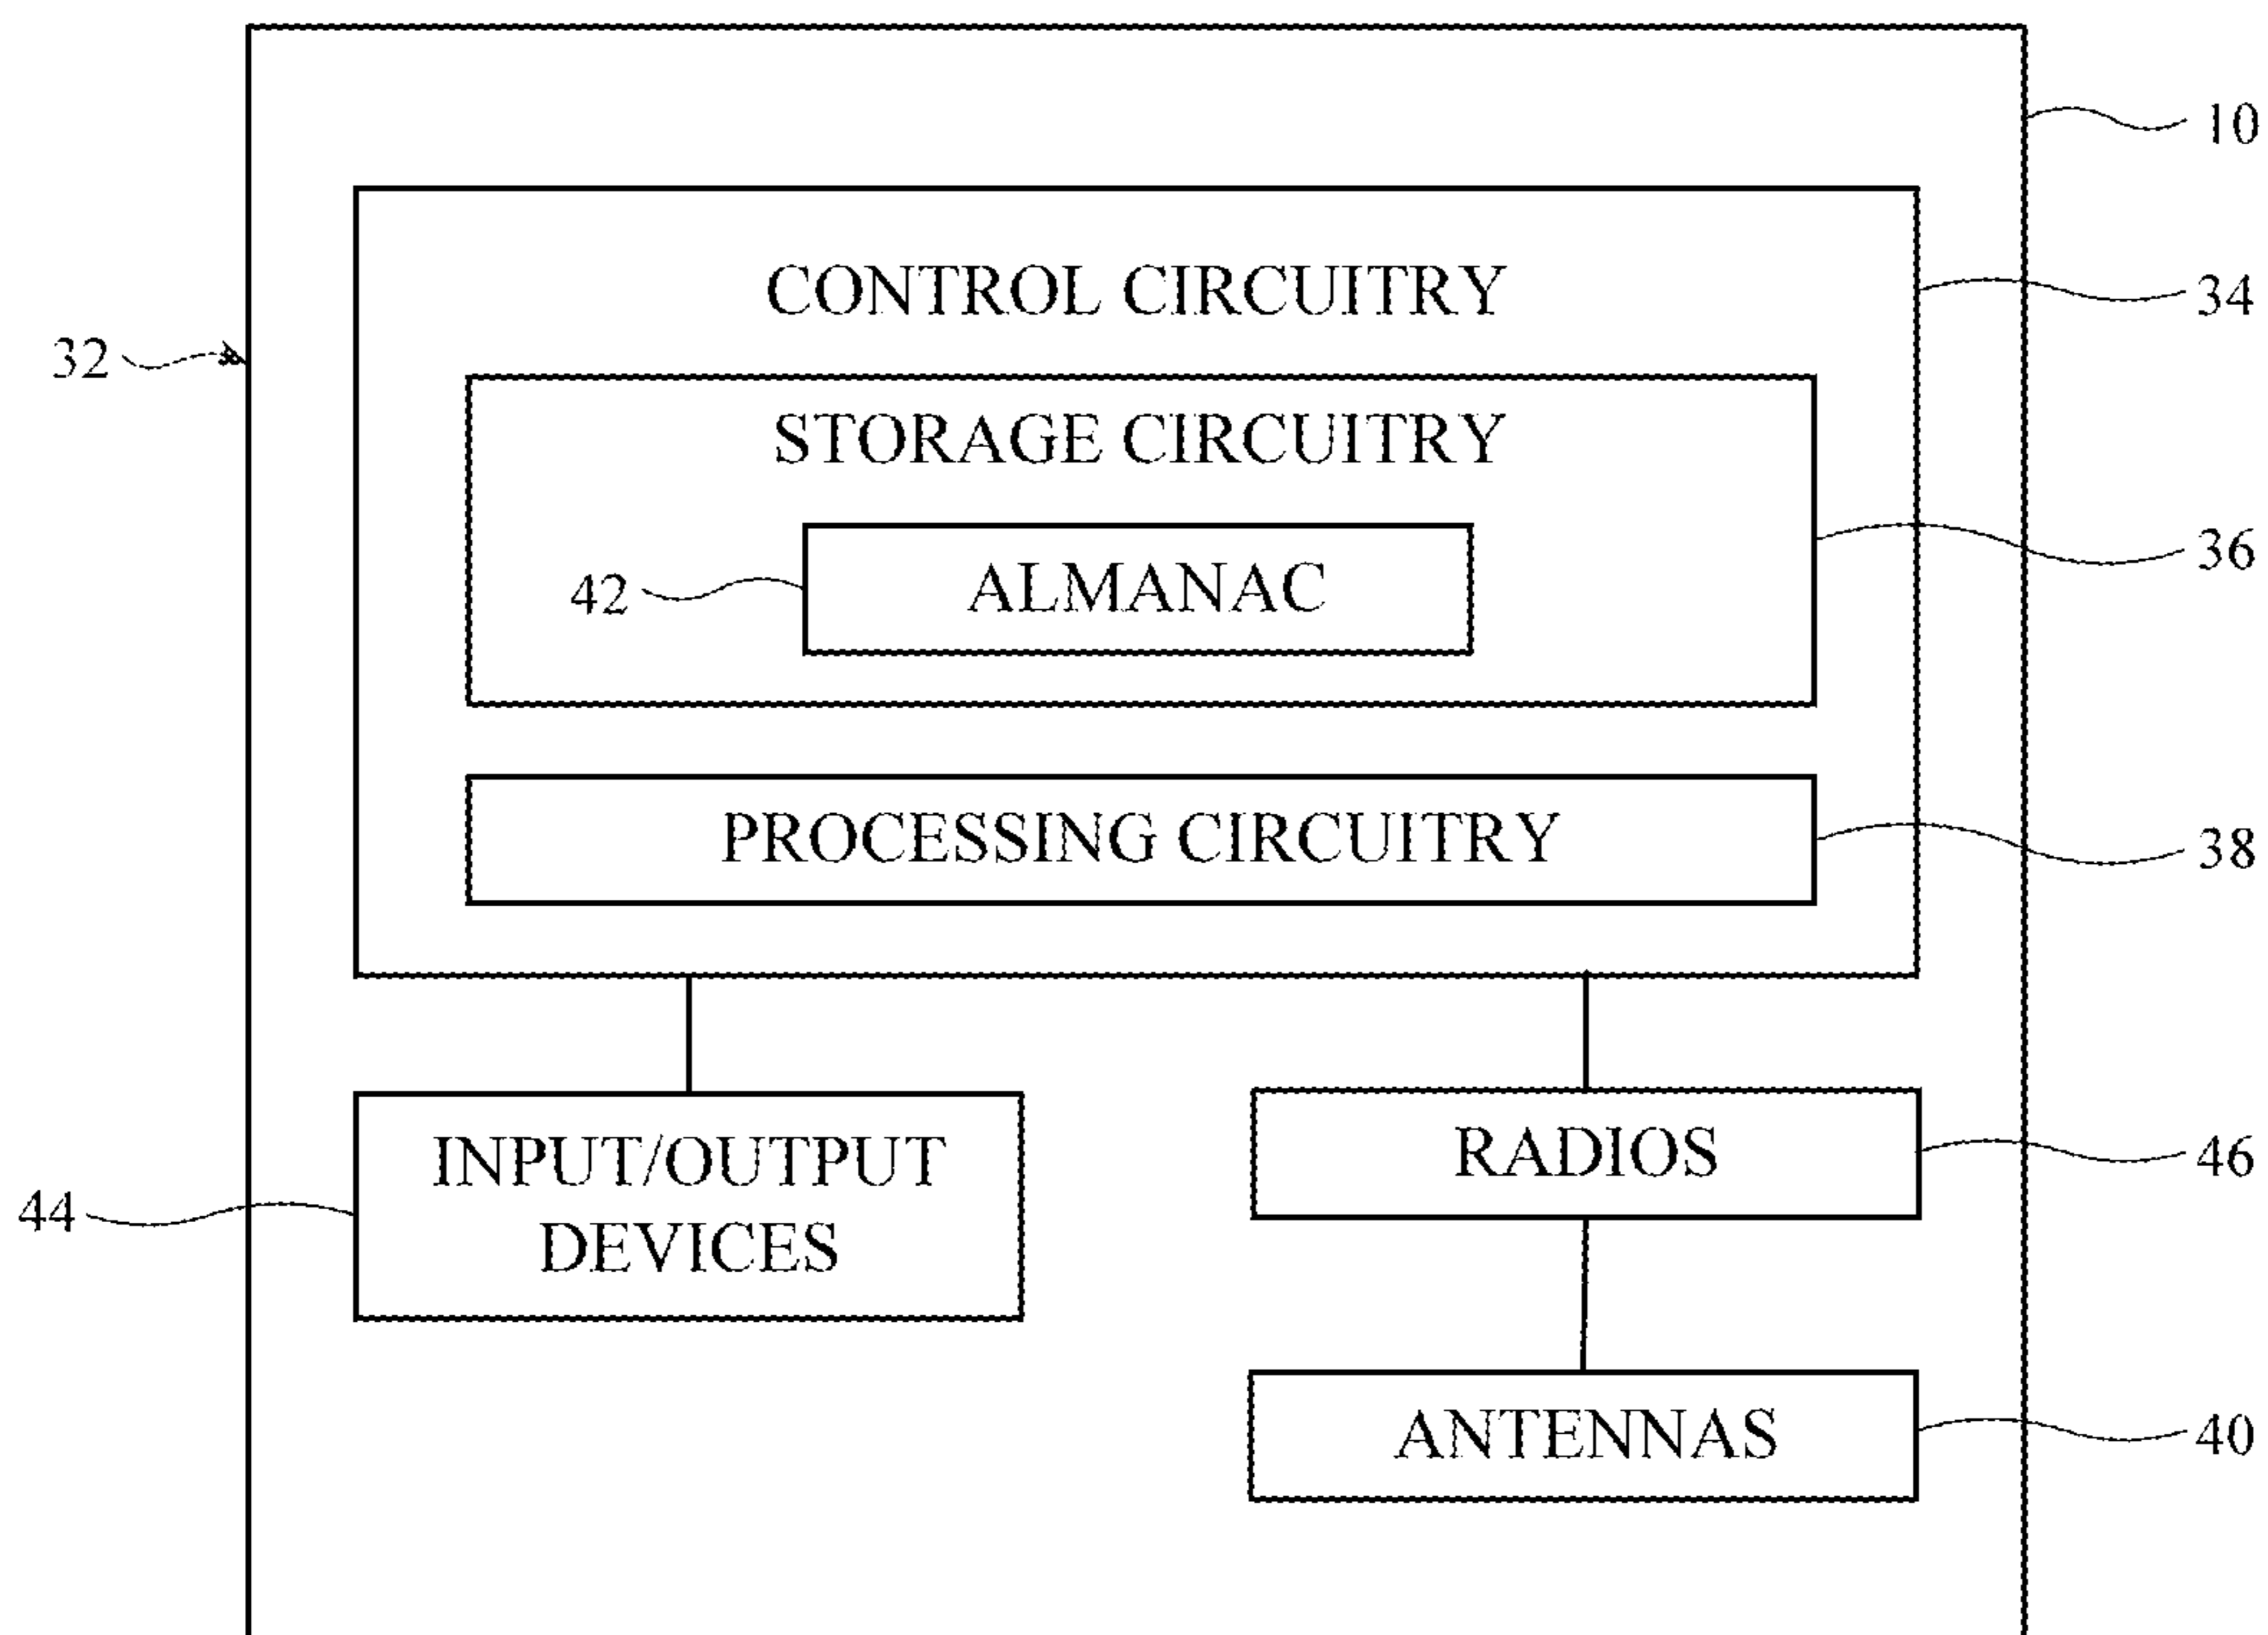 10
CONTROL CIRCUITRY
34
32
STORAGE CIRCUITRY
36
42
ALMANAC
PROCESSING CIRCUITRY
38
INPUT/OUTPUT
DEVICES
44
RADIOS
46
ANTENNAS
40